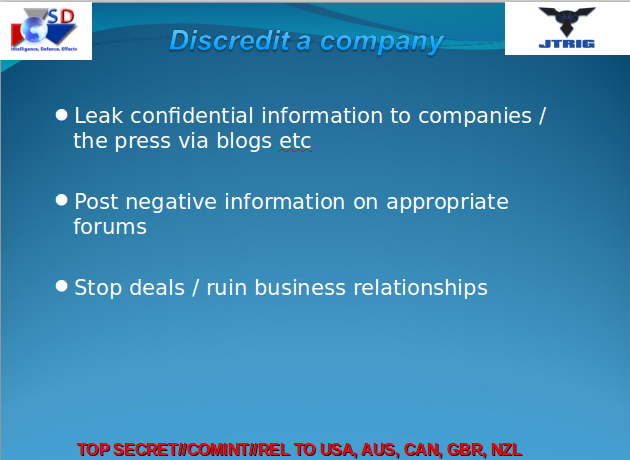 SD
Intelligence, Defence, Effects
Discredit a company
JTRIG
● Leak confidential information to companies /
the press via blogs etc
● Post negative information on appropriate
forums
● Stop deals / ruin business relationships
TOP SECRET//COMINT//REL TO USA, AUS, CAN, GBR, NZL